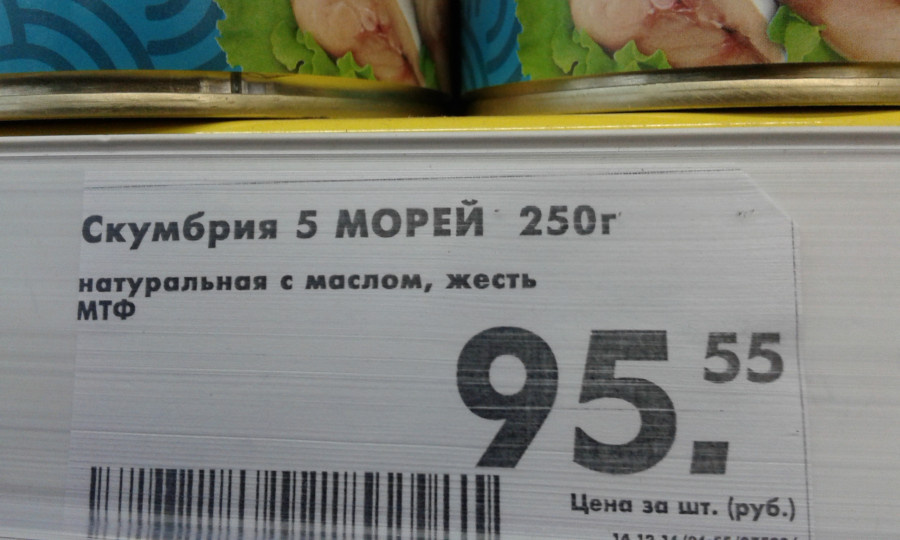 Скумбрия 5 МОРЕЙ 250г
натуральная с маслом, жесть
МТФ
95.55
Цена за шт. (руб.)